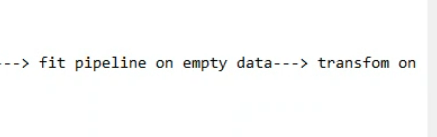 --> fit pipeline on empty data---> transfom on